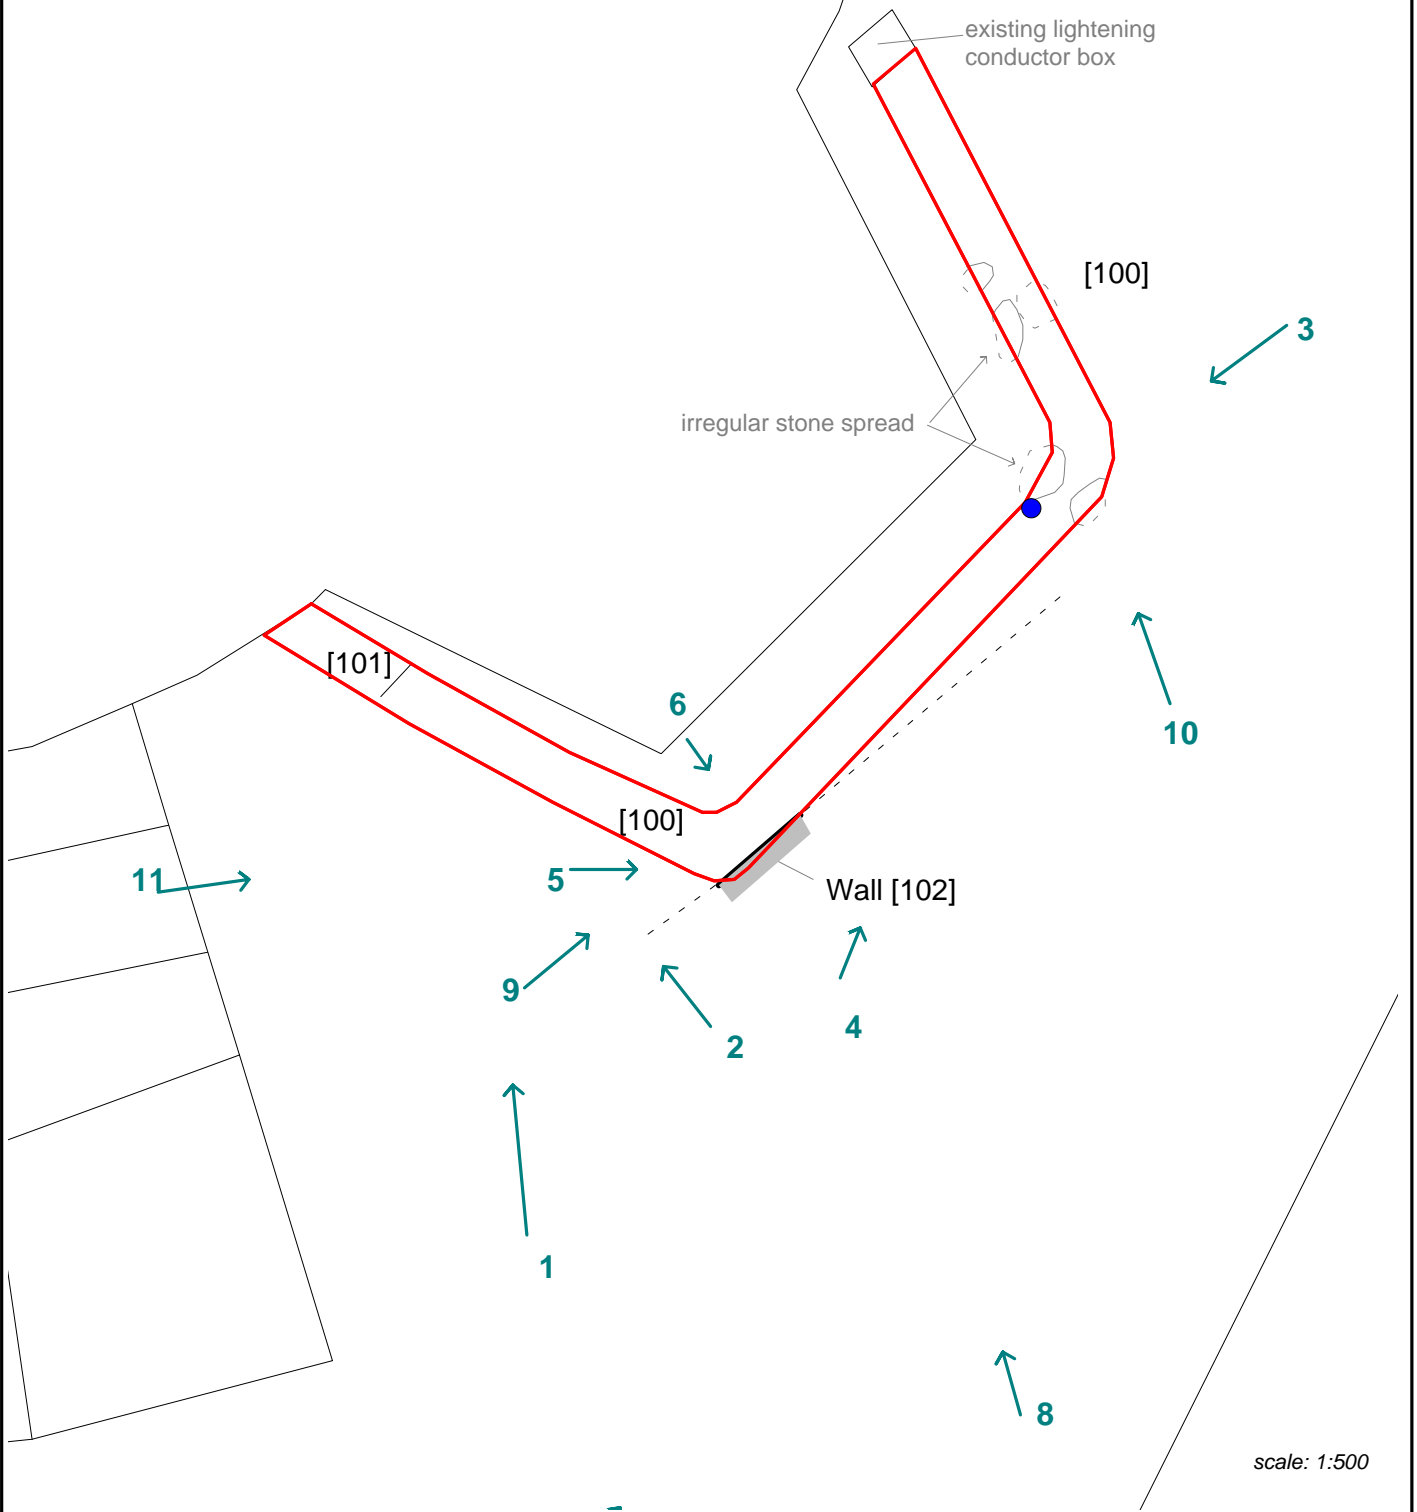 existing lightening
conductor box
[100]
3
irregular stone spread
[101]
6
10
[100]
11
5
Wall [102]
9
4
2
1
8
scale: 1:500